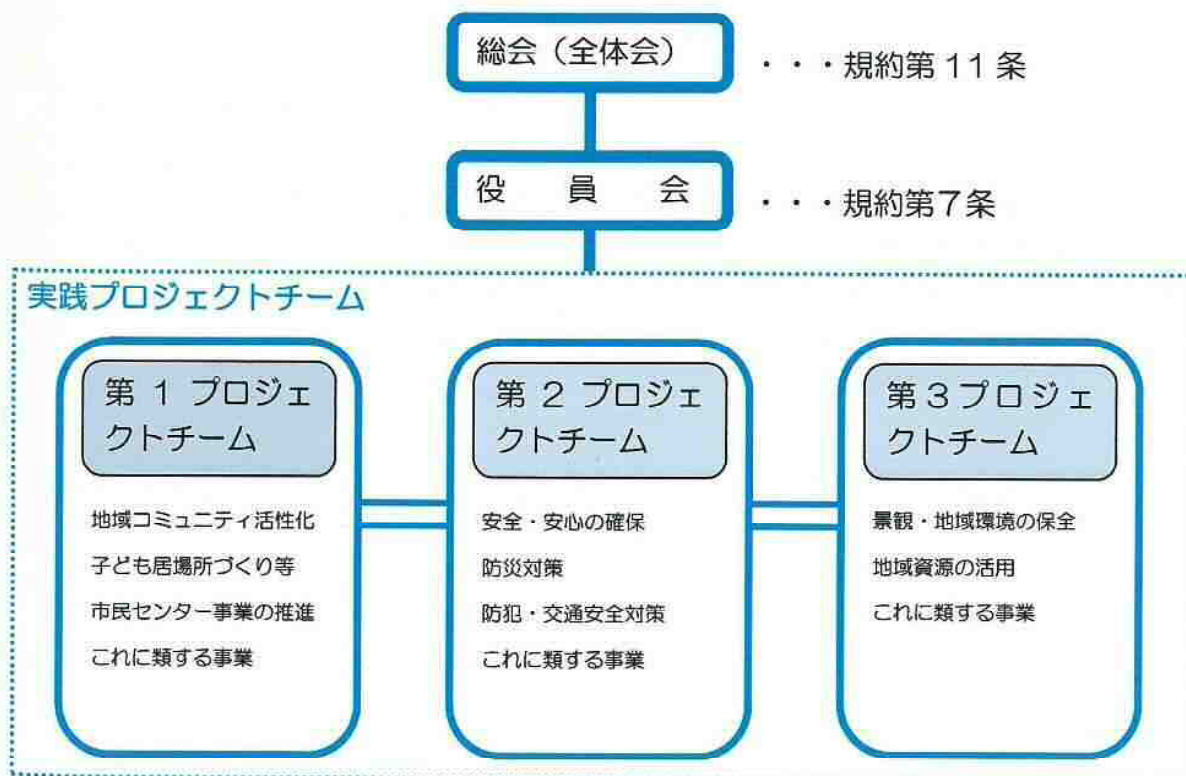 総会（全体会）　・・・規約第 11 条
役　員　会　・・・規約第７条
実践プロジェクトチーム
第 1 プロジェ
クトチーム
地域コミュニティ活性化
子ども居場所づくり等
市民センター事業の推進
これに類する事業
第 2 プロジェ
クトチーム
安全・安心の確保
防災対策
防犯・交通安全対策
これに類する事業
第３プロジェ
クトチーム
景観・地域環境の保全
地域資源の活用
これに類する事業